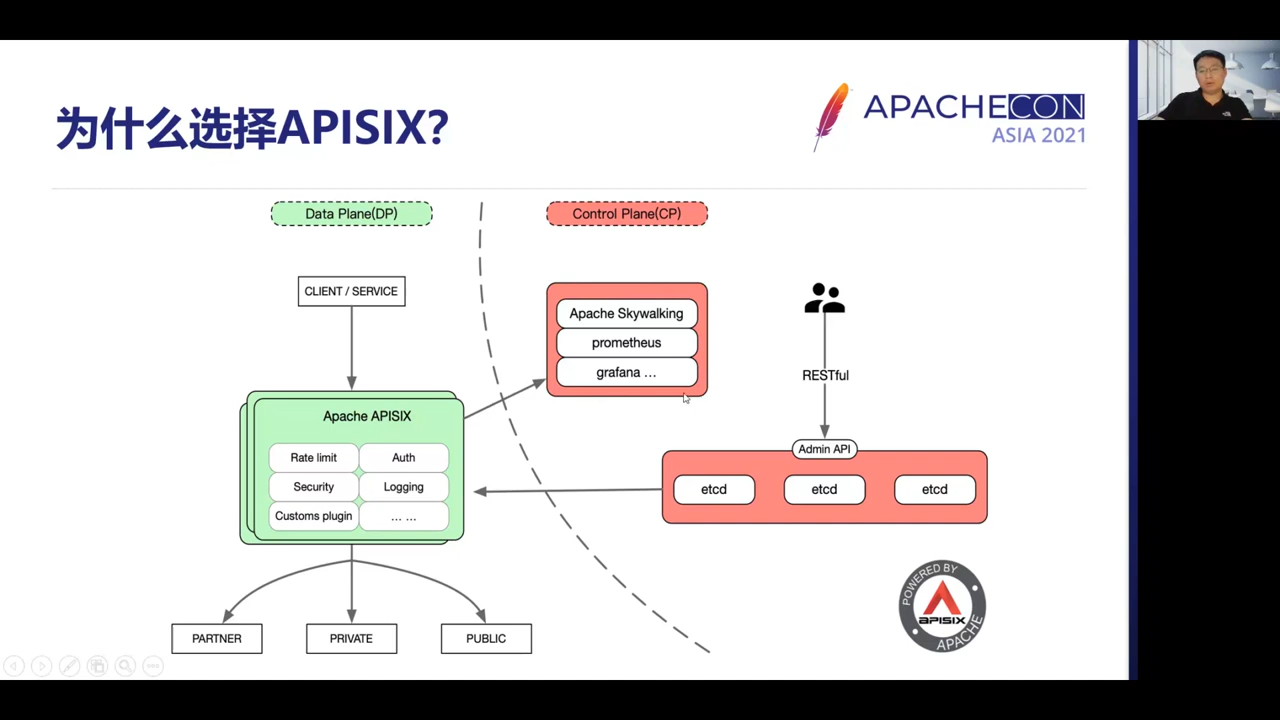 为什么选择APISIX?
APACHECON
ASIA 2021
Data Plane(DP)
Control Plane(CP)
CLIENT / SERVICE
Apache Skywalking
prometheus
grafana ...
RESTful
Apache APISIX
Rate limit
Auth
Security
Logging
Customs plugin
... ...
Admin API
etcd
etcd
etcd
PARTNER
PRIVATE
PUBLIC
POWERED BY
APISIX
APACHE